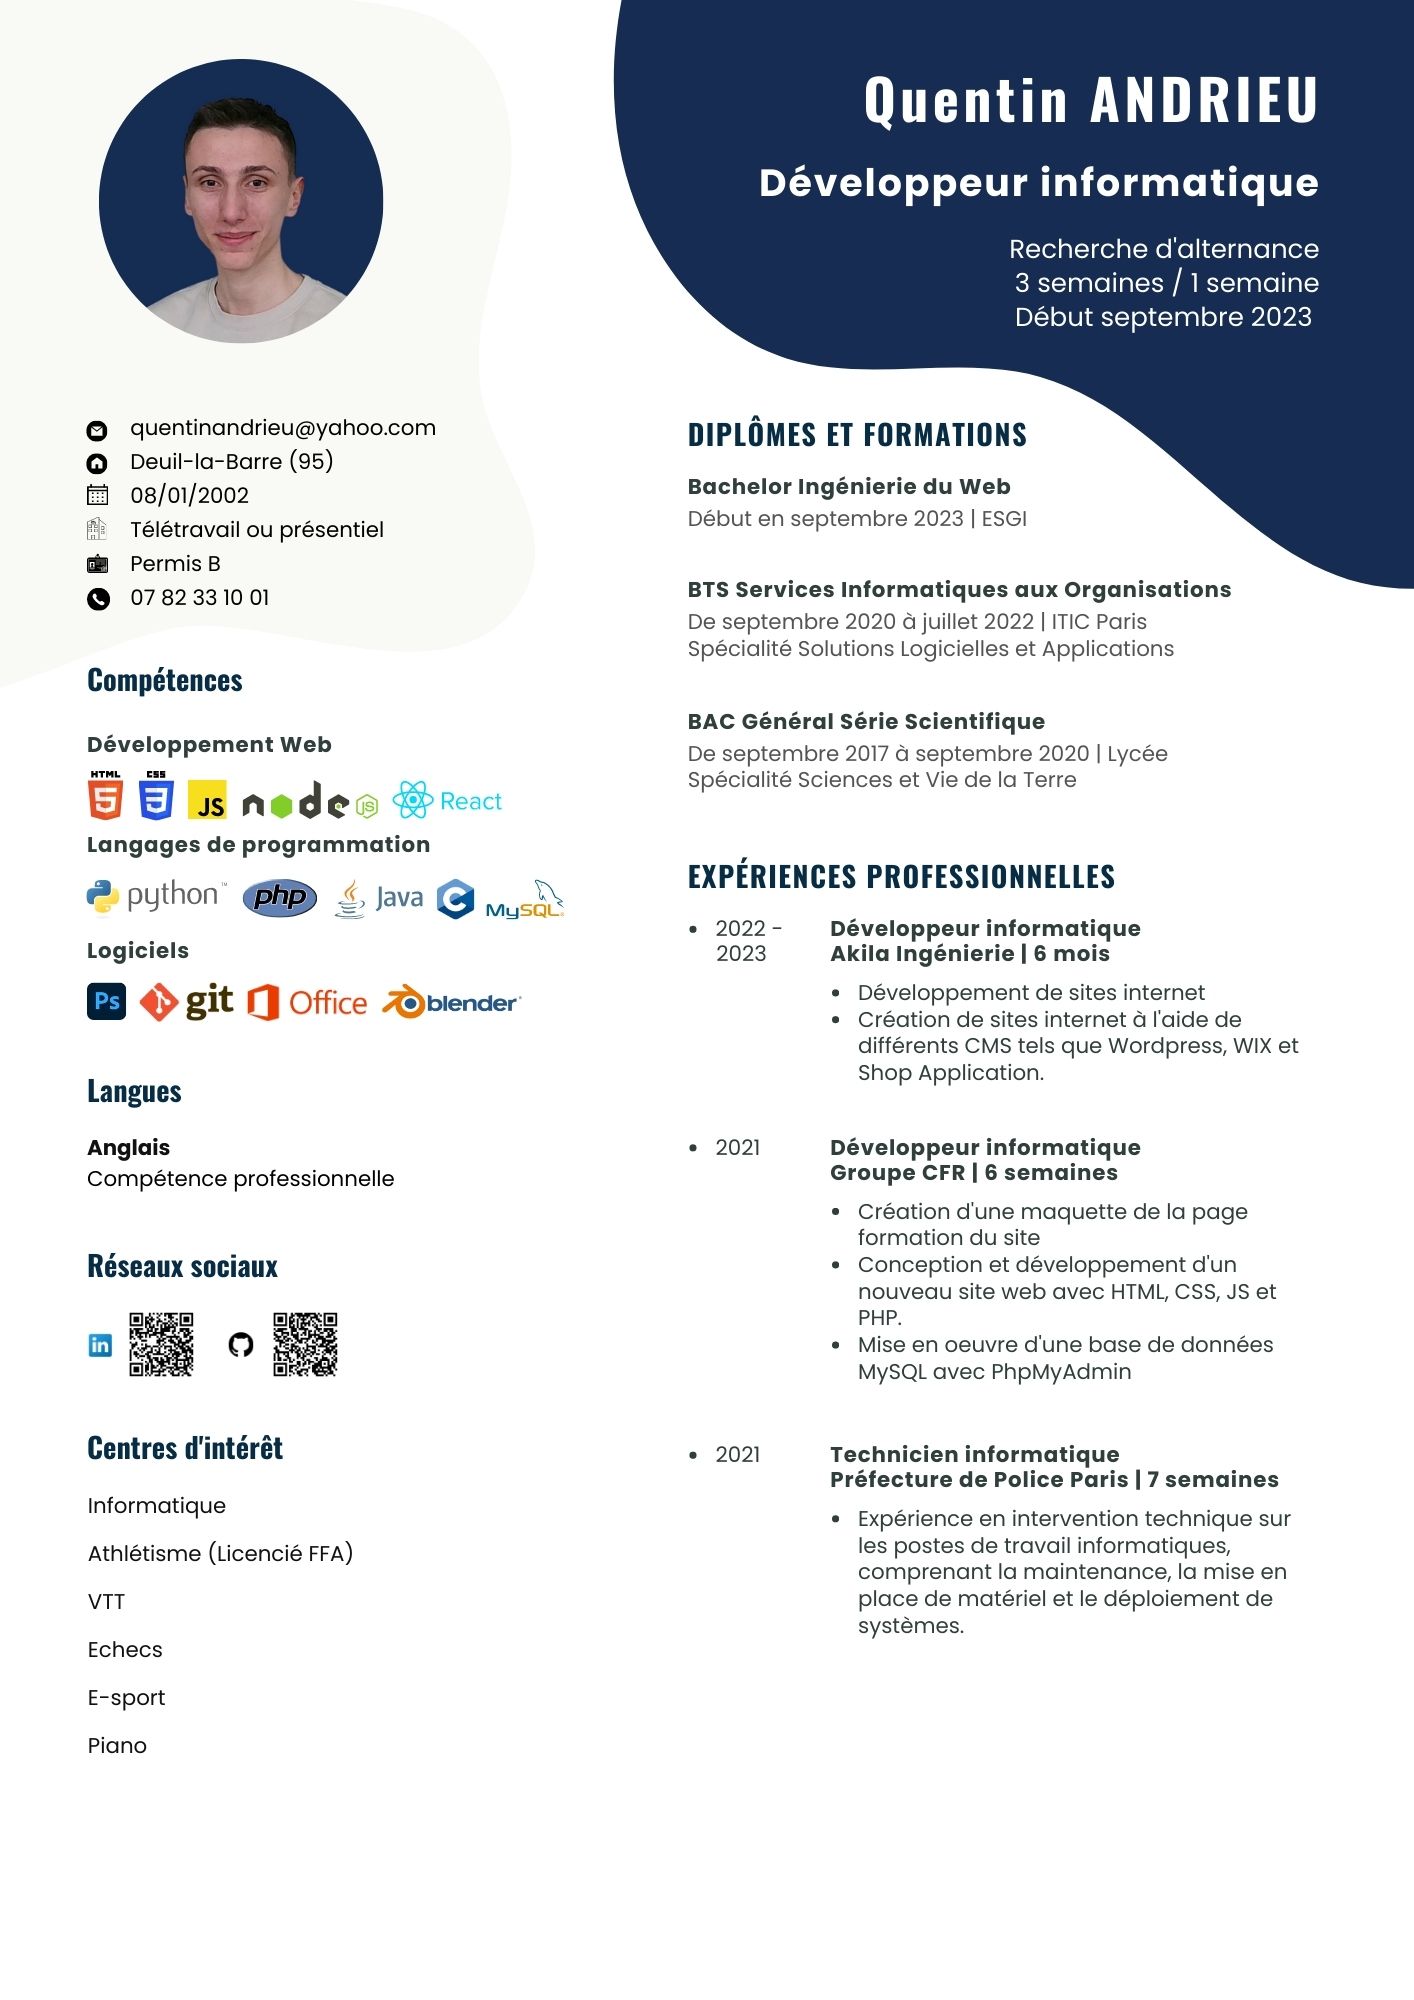 Quentin ANDRIEU
Développeur informatique
Recherche d'alternance
3 semaines / 1 semaine
Début septembre 2023
quentinandrieu@yahoo.com
Deuil-la-Barre (95)
08/01/2002
Télétravail ou présentiel
Permis B
07 82 33 10 01
Compétences
Développement Web
HTML CSS JS node JS React
Langages de programmation
python™ php Java C MySQL
Logiciels
Ps git Office blender
Langues
Anglais
Compétence professionnelle
Réseaux sociaux
in
Centres d'intérêt
Informatique
Athlétisme (Licencié FFA)
VTT
Echecs
E-sport
Piano
DIPLÔMES ET FORMATIONS
Bachelor Ingénierie du Web
Début en septembre 2023 | ESGI
BTS Services Informatiques aux Organisations
De septembre 2020 à juillet 2022 | ITIC Paris
Spécialité Solutions Logicielles et Applications
BAC Général Série Scientifique
De septembre 2017 à septembre 2020 | Lycée
Spécialité Sciences et Vie de la Terre
EXPÉRIENCES PROFESSIONNELLES
• 2022 -
2023
Développeur informatique
Akila Ingénierie | 6 mois
• Développement de sites internet
• Création de sites internet à l'aide de
différents CMS tels que Wordpress, WIX et
Shop Application.
• 2021
Développeur informatique
Groupe CFR | 6 semaines
• Création d'une maquette de la page
formation du site
• Conception et développement d'un
nouveau site web avec HTML, CSS, JS et
PHP.
• Mise en oeuvre d'une base de données
MySQL avec PhpMyAdmin
• 2021
Technicien informatique
Préfecture de Police Paris | 7 semaines
• Expérience en intervention technique sur
les postes de travail informatiques,
comprenant la maintenance, la mise en
place de matériel et le déploiement de
systèmes.